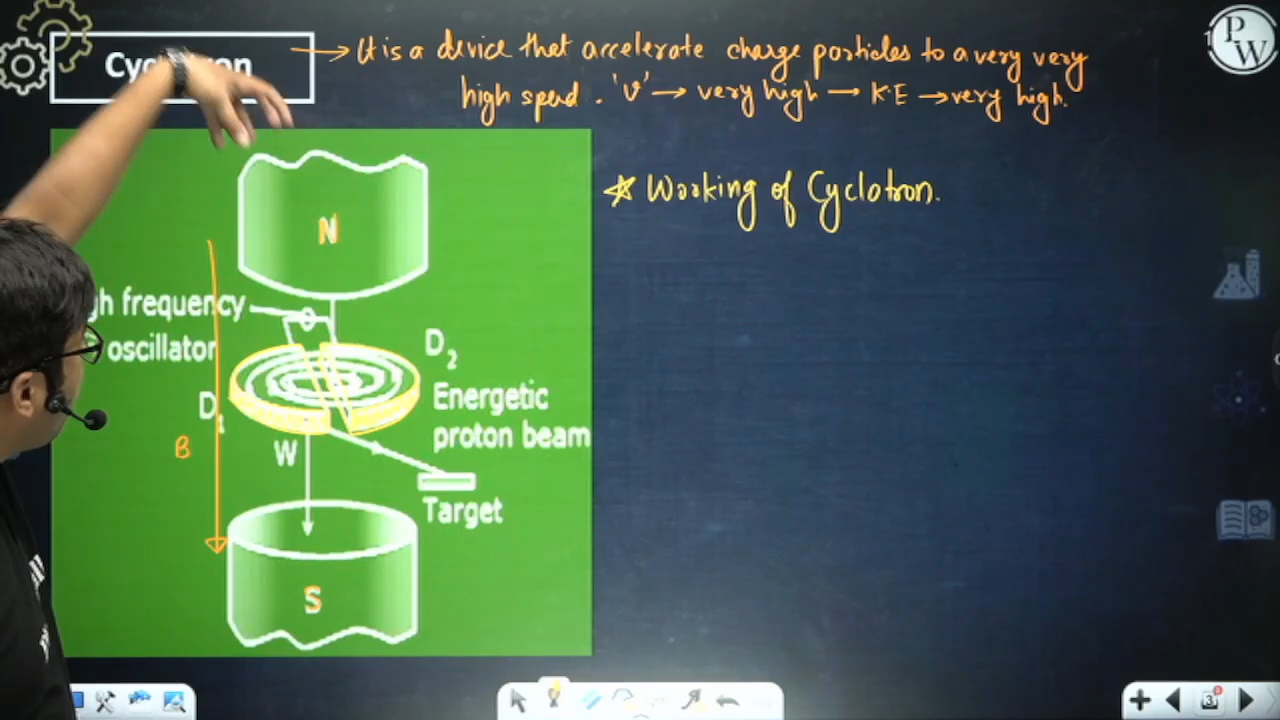 → It is a device that accelerate charge particles to a very very
high speed. 'v' → very high → K.E → very high.
PW
☆ Working of Cyclotron.
N
gh frequency
oscillator
D2
D1
Energetic
proton beam
B
W
Target
S
3